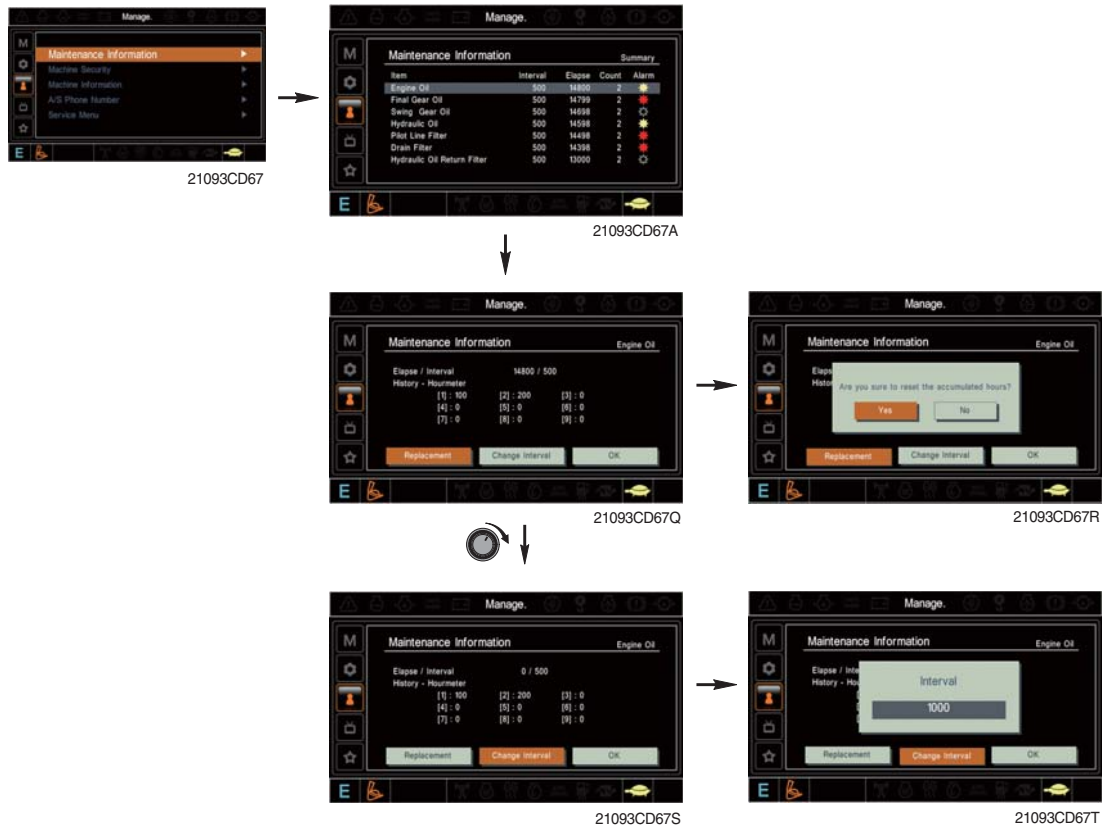 Manage.
M
Maintenance Information
Machine Security
Machine Information
A/S Phone Number
Service Menu
E
21093CD67
Manage.
M
Maintenance Information Summary
Item Interval Elapse Count Alarm
Engine Oil 500 14800 2
Final Gear Oil 500 14799 2
Swing Gear Oil 500 14698 2
Hydraulic Oil 500 14598 2
Pilot Line Filter 500 14498 2
Drain Filter 500 14398 2
Hydraulic Oil Return Filter 500 13000 2
E
21093CD67A
Manage.
M
Maintenance Information Engine Oil
Elapse / Interval 14800 / 500
History - Hourmeter
[1] : 100 [2] : 200 [3] : 0
[4] : 0 [5] : 0 [6] : 0
[7] : 0 [8] : 0 [9] : 0
Replacement Change Interval OK
E
21093CD67Q
Manage.
M
Maintenance Information Engine Oil
Elaps
Histor
Are you sure to reset the accumulated hours?
Yes No
Replacement Change Interval OK
E
21093CD67R
Manage.
M
Maintenance Information Engine Oil
Elapse / Interval 0 / 500
History - Hourmeter
[1] : 100 [2] : 200 [3] : 0
[4] : 0 [5] : 0 [6] : 0
[7] : 0 [8] : 0 [9] : 0
Replacement Change Interval OK
E
21093CD67S
Manage.
M
Maintenance Information Engine Oil
Elapse / Inte
History - Hou
Interval
1000
Replacement Change Interval OK
E
21093CD67T